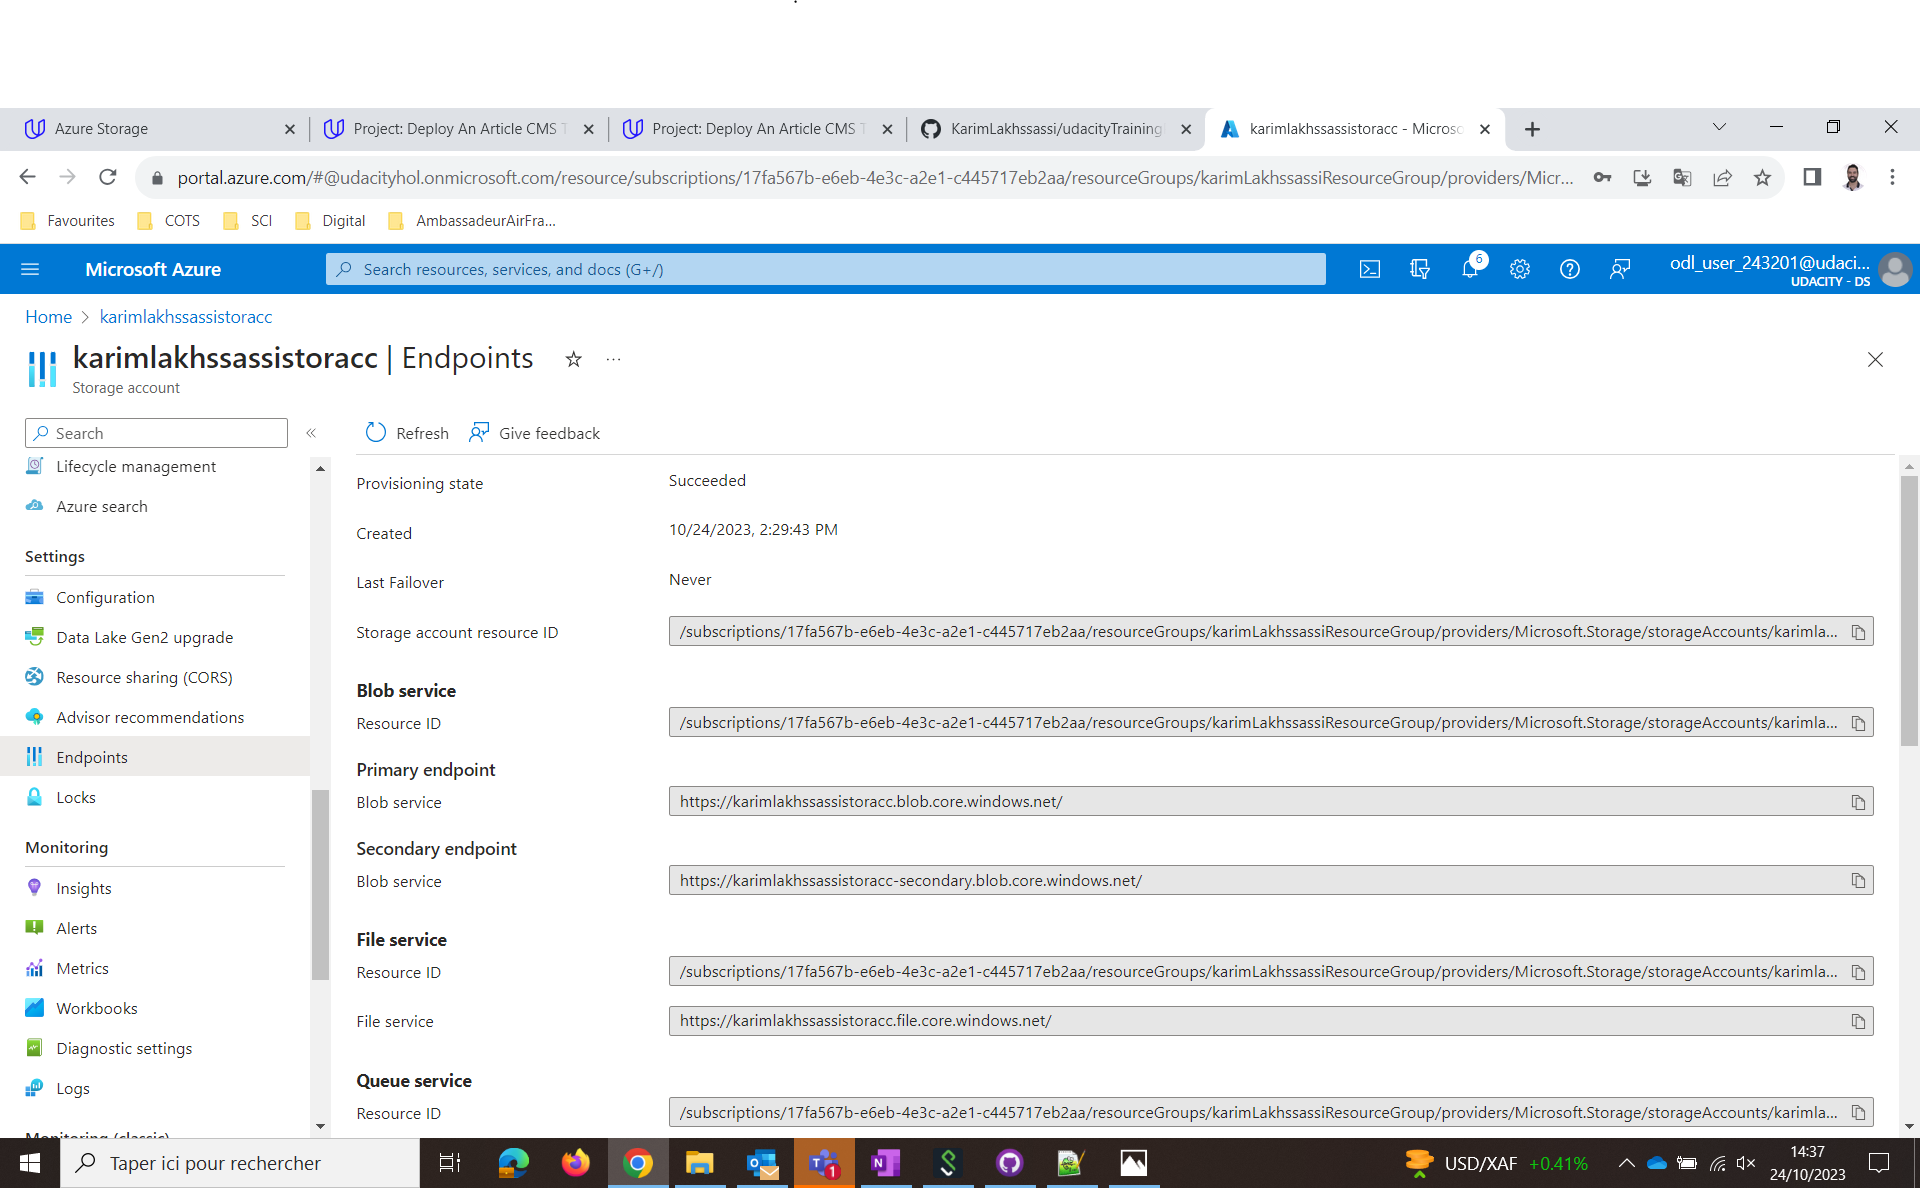 Azure Storage
Project: Deploy An Article CMS T
Project: Deploy An Article CMS T
KarimLakhssassi/udacityTraining
karimlakhssassistoracc - Microso
portal.azure.com/#@udacityhol.onmicrosoft.com/resource/subscriptions/17fa567b-e6eb-4e3c-a2e1-c445717eb2aa/resourceGroups/karimLakhssassiResourceGroup/providers/Micr...
Favourites
COTS
SCI
Digital
AmbassadeurAirFra...
Microsoft Azure
Search resources, services, and docs (G+/)
6
odl_user_243201@udaci...
UDACITY - DS
Home > karimlakhssassistoracc
karimlakhssassistoracc | Endpoints
...
Storage account
Search
«
Refresh
Give feedback
Lifecycle management
Azure search
Settings
Configuration
Data Lake Gen2 upgrade
Resource sharing (CORS)
Advisor recommendations
Endpoints
Locks
Monitoring
Insights
Alerts
Metrics
Workbooks
Diagnostic settings
Logs
Monitoring (classic)
Provisioning state
Succeeded
Created
10/24/2023, 2:29:43 PM
Last Failover
Never
Storage account resource ID
/subscriptions/17fa567b-e6eb-4e3c-a2e1-c445717eb2aa/resourceGroups/karimLakhssassiResourceGroup/providers/Microsoft.Storage/storageAccounts/karimla...
Blob service
Resource ID
/subscriptions/17fa567b-e6eb-4e3c-a2e1-c445717eb2aa/resourceGroups/karimLakhssassiResourceGroup/providers/Microsoft.Storage/storageAccounts/karimla...
Primary endpoint
Blob service
https://karimlakhssassistoracc.blob.core.windows.net/
Secondary endpoint
Blob service
https://karimlakhssassistoracc-secondary.blob.core.windows.net/
File service
Resource ID
/subscriptions/17fa567b-e6eb-4e3c-a2e1-c445717eb2aa/resourceGroups/karimLakhssassiResourceGroup/providers/Microsoft.Storage/storageAccounts/karimla...
File service
https://karimlakhssassistoracc.file.core.windows.net/
Queue service
Resource ID
/subscriptions/17fa567b-e6eb-4e3c-a2e1-c445717eb2aa/resourceGroups/karimLakhssassiResourceGroup/providers/Microsoft.Storage/storageAccounts/karimla...
Taper ici pour rechercher
1
USD/XAF +0.41%
14:37
24/10/2023